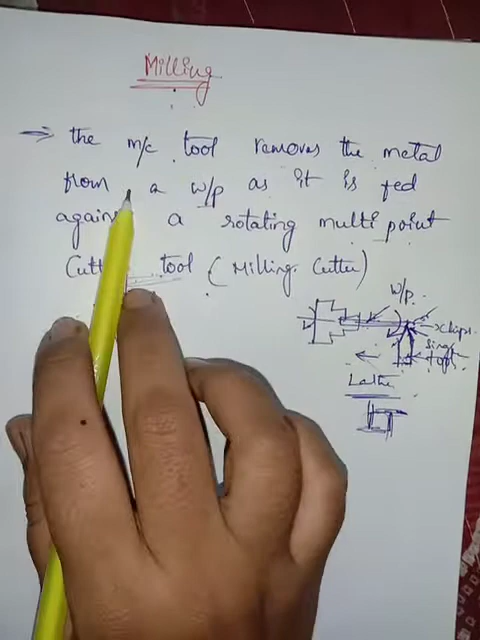 Milling
→ the m/c tool removes the metal
from a w/p as it is fed
against a rotating multi point
tool (Milling Cutter)
w/p.
chips
Lathe